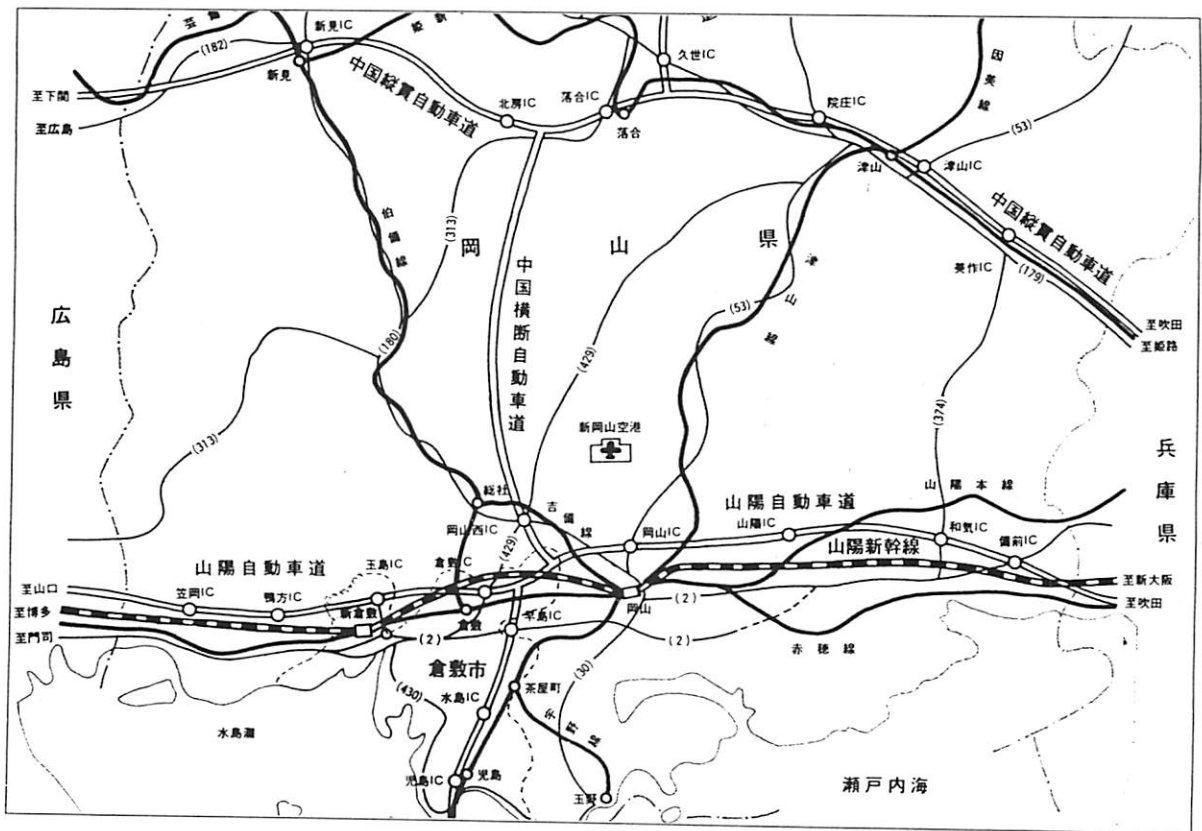 芸備
(182)
新見IC
姫新
新見
中国縦貫自動車道
久世IC
因美線
至下関
至広島
北房IC
落合IC
落合
院庄IC
(53)
津山
津山IC
中国縦貫自動車道
伯備線
(313)
岡山県
津山線
美作IC
(179)
至吹田
至姫路
広島県
中国横断自動車道
(180)
(53)
(429)
(374)
新岡山空港
(313)
兵庫県
総社
吉備線
岡山西IC
山陽自動車道
山陽本線
岡山IC
山陽IC
和気IC
備前IC
(429)
山陽新幹線
山陽自動車道
玉島IC
倉敷IC
至山口
笠岡IC
鴨方IC
新倉敷
至博多
至門司
倉敷
早島IC
岡山
(2)
至新大阪
至吹田
(2)
(2)
赤穂線
倉敷市
(430)
水島IC
茶屋町
(30)
宇野線
水島灘
児島IC
児島
玉野
瀬戸内海